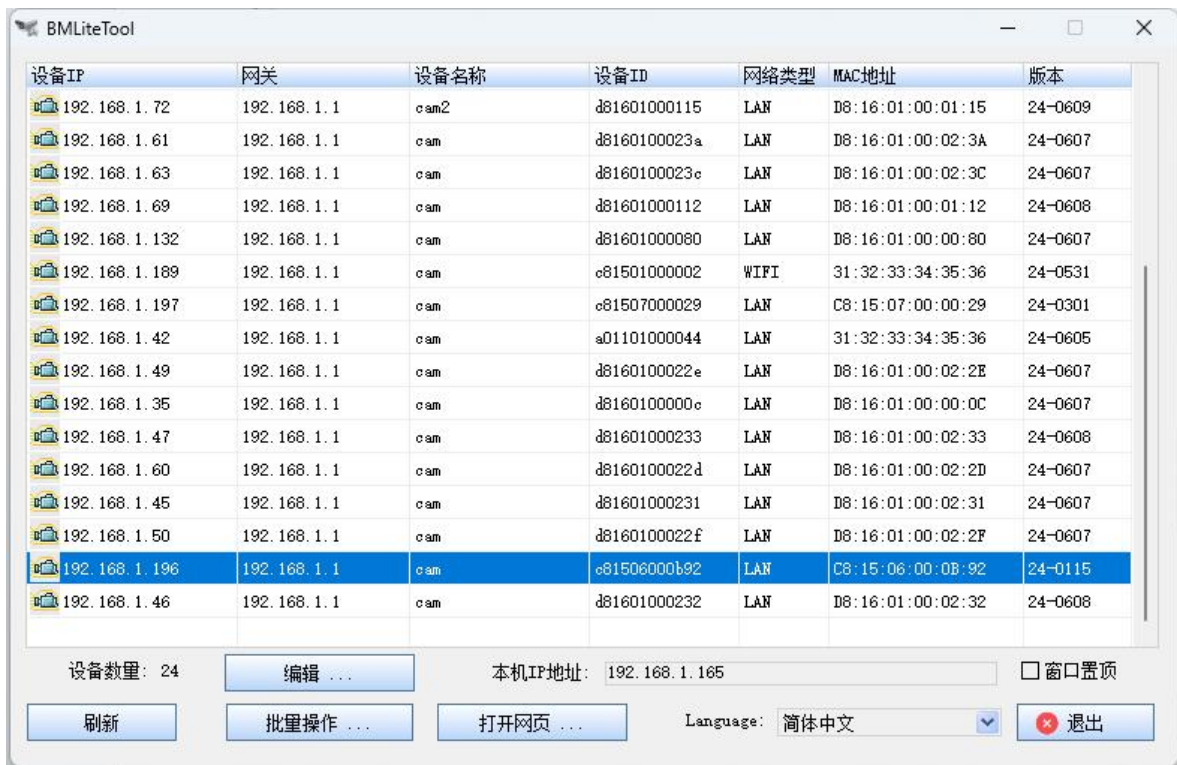 BMLiteTool
设备IP 网关 设备名称 设备ID 网络类型 MAC地址 版本
192.168.1.72 192.168.1.1 cam2 d81601000115 LAN D8:16:01:00:01:15 24-0609
192.168.1.61 192.168.1.1 cam d8160100023a LAN D8:16:01:00:02:3A 24-0607
192.168.1.63 192.168.1.1 cam d8160100023c LAN D8:16:01:00:02:3C 24-0607
192.168.1.69 192.168.1.1 cam d81601000112 LAN D8:16:01:00:01:12 24-0608
192.168.1.132 192.168.1.1 cam d81601000080 LAN D8:16:01:00:00:80 24-0607
192.168.1.189 192.168.1.1 cam c81501000002 WIFI 31:32:33:34:35:36 24-0531
192.168.1.197 192.168.1.1 cam c81507000029 LAN C8:15:07:00:00:29 24-0301
192.168.1.42 192.168.1.1 cam a01101000044 LAN 31:32:33:34:35:36 24-0605
192.168.1.49 192.168.1.1 cam d8160100022e LAN D8:16:01:00:02:2E 24-0607
192.168.1.35 192.168.1.1 cam d8160100000c LAN D8:16:01:00:00:0C 24-0607
192.168.1.47 192.168.1.1 cam d81601000233 LAN D8:16:01:00:02:33 24-0608
192.168.1.60 192.168.1.1 cam d8160100022d LAN D8:16:01:00:02:2D 24-0607
192.168.1.45 192.168.1.1 cam d81601000231 LAN D8:16:01:00:02:31 24-0607
192.168.1.50 192.168.1.1 cam d8160100022f LAN D8:16:01:00:02:2F 24-0607
192.168.1.196 192.168.1.1 cam c81506000b92 LAN C8:15:06:00:0B:92 24-0115
192.168.1.46 192.168.1.1 cam d81601000232 LAN D8:16:01:00:02:32 24-0608
设备数量: 24 编辑 ... 本机IP地址: 192.168.1.165 窗口置顶
刷新 批量操作 ... 打开网页 ... Language: 简体中文 退出